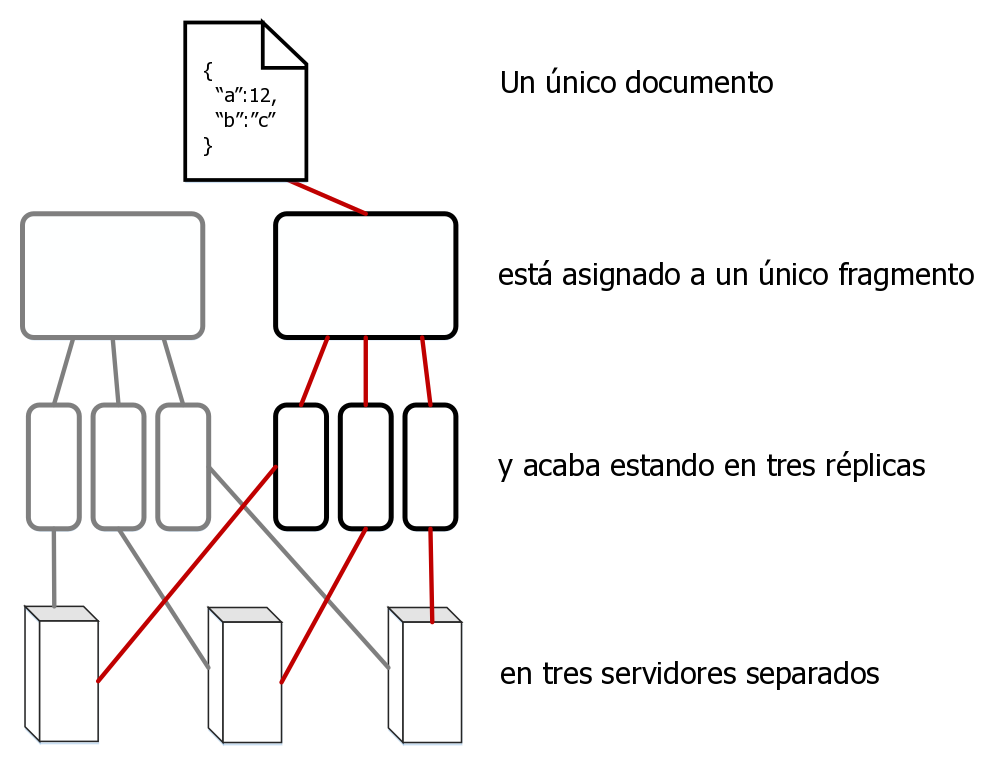 {
“a”:12,
“b”:”c”
}
Un único documento
está asignado a un único fragmento
y acaba estando en tres réplicas
en tres servidores separados